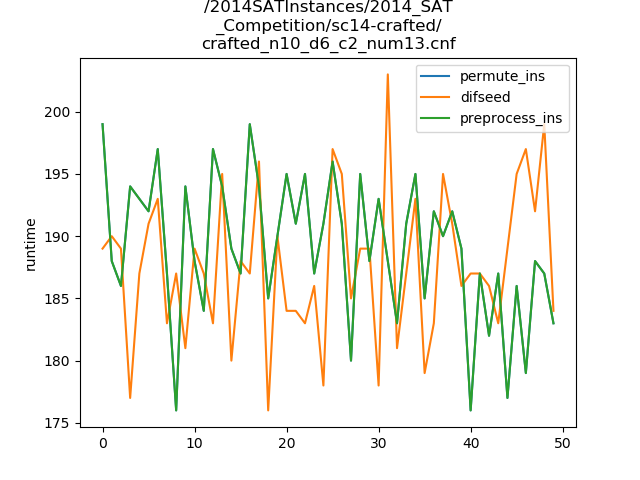 /2014SATInstances/2014_SAT
_Competition/sc14-crafted/
crafted_n10_d6_c2_num13.cnf
permute_ins
difseed
preprocess_ins
runtime
200
195
190
185
180
175
0 10 20 30 40 50